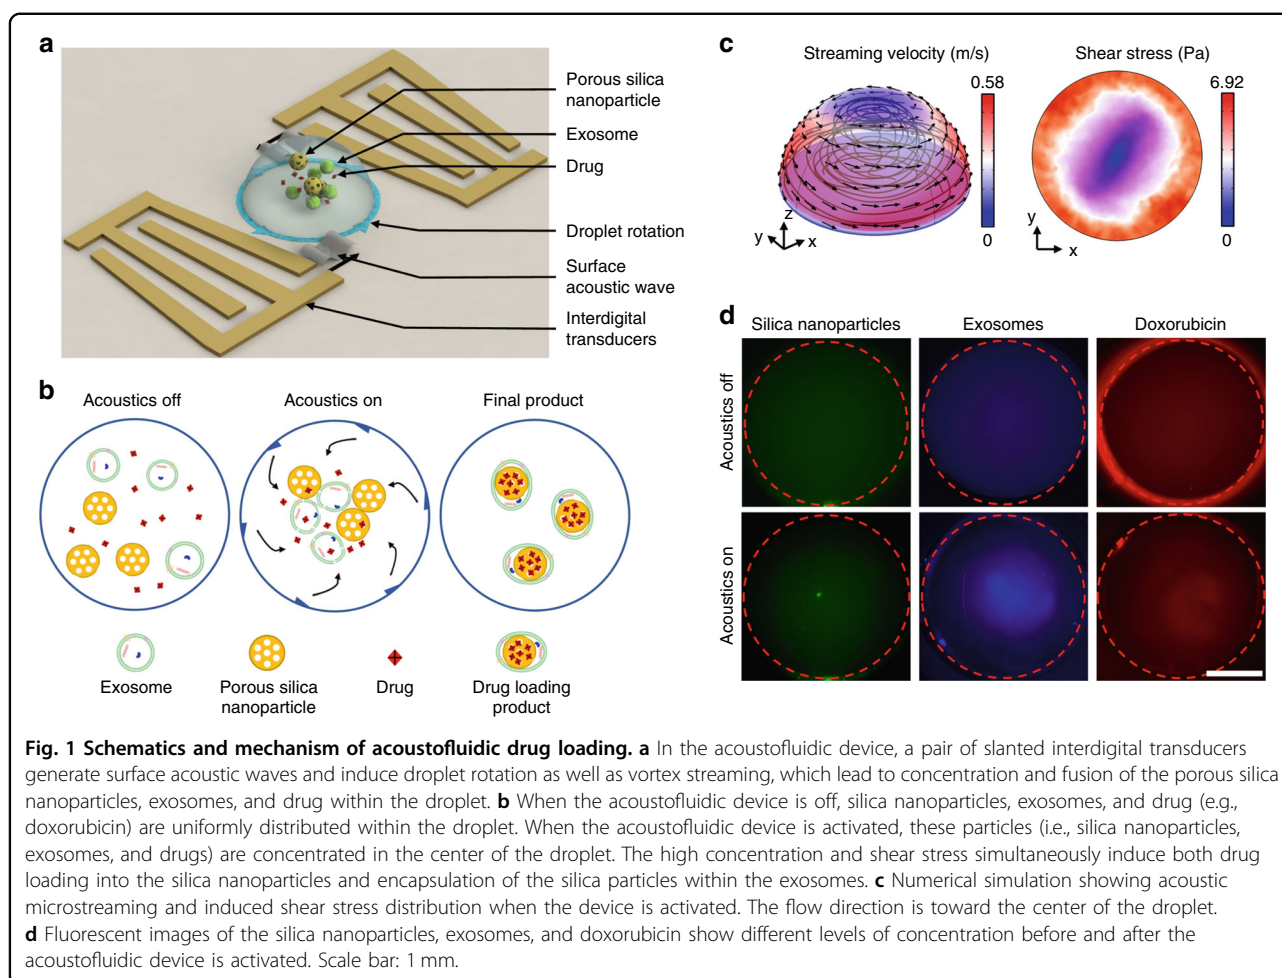 a
Porous silica
nanoparticle
Exosome
Drug
Droplet rotation
Surface
acoustic wave
Interdigital
transducers
b
Acoustics off
Acoustics on
Final product
Exosome
Porous silica
nanoparticle
Drug
Drug loading
product
c
Streaming velocity (m/s)
0.58
0
z
y
x
Shear stress (Pa)
6.92
0
y
x
d
Silica nanoparticles
Exosomes
Doxorubicin
Acoustics off
Acoustics on
Fig. 1 Schematics and mechanism of acoustofluidic drug loading. a In the acoustofluidic device, a pair of slanted interdigital transducers
generate surface acoustic waves and induce droplet rotation as well as vortex streaming, which lead to concentration and fusion of the porous silica
nanoparticles, exosomes, and drug within the droplet. b When the acoustofluidic device is off, silica nanoparticles, exosomes, and drug (e.g.,
doxorubicin) are uniformly distributed within the droplet. When the acoustofluidic device is activated, these particles (i.e., silica nanoparticles,
exosomes, and drugs) are concentrated in the center of the droplet. The high concentration and shear stress simultaneously induce both drug
loading into the silica nanoparticles and encapsulation of the silica particles within the exosomes. c Numerical simulation showing acoustic
microstreaming and induced shear stress distribution when the device is activated. The flow direction is toward the center of the droplet.
d Fluorescent images of the silica nanoparticles, exosomes, and doxorubicin show different levels of concentration before and after the
acoustofluidic device is activated. Scale bar: 1 mm.